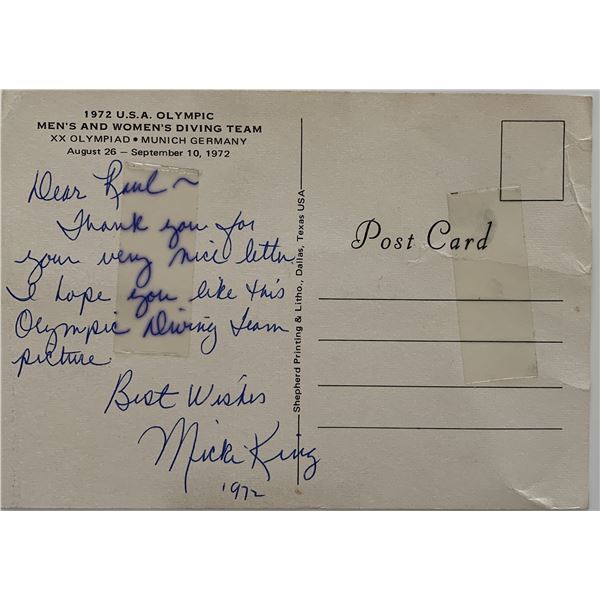 1972 U.S.A. OLYMPIC
MEN'S AND WOMEN'S DIVING TEAM
XX OLYMPIAD • MUNICH GERMANY
August 26 – September 10, 1972
Dear Raul ~
Thank you for
your very nice letter.
I hope you like this
Olympic Diving Team
picture
Best Wishes
Micki King
'972
Shepherd Printing & Litho., Dallas, Texas USA
Post Card